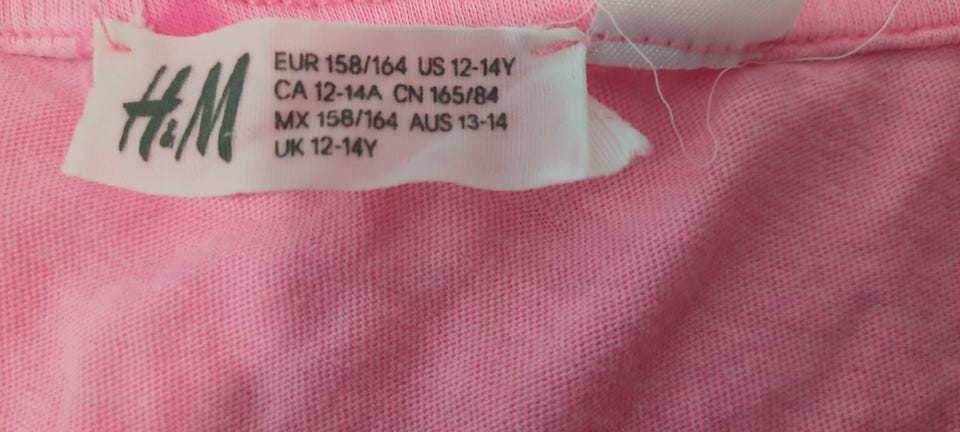 H&M
EUR 158/164 US 12-14Y
CA 12-14A CN 165/84
MX 158/164 AUS 13-14
UK 12-14Y